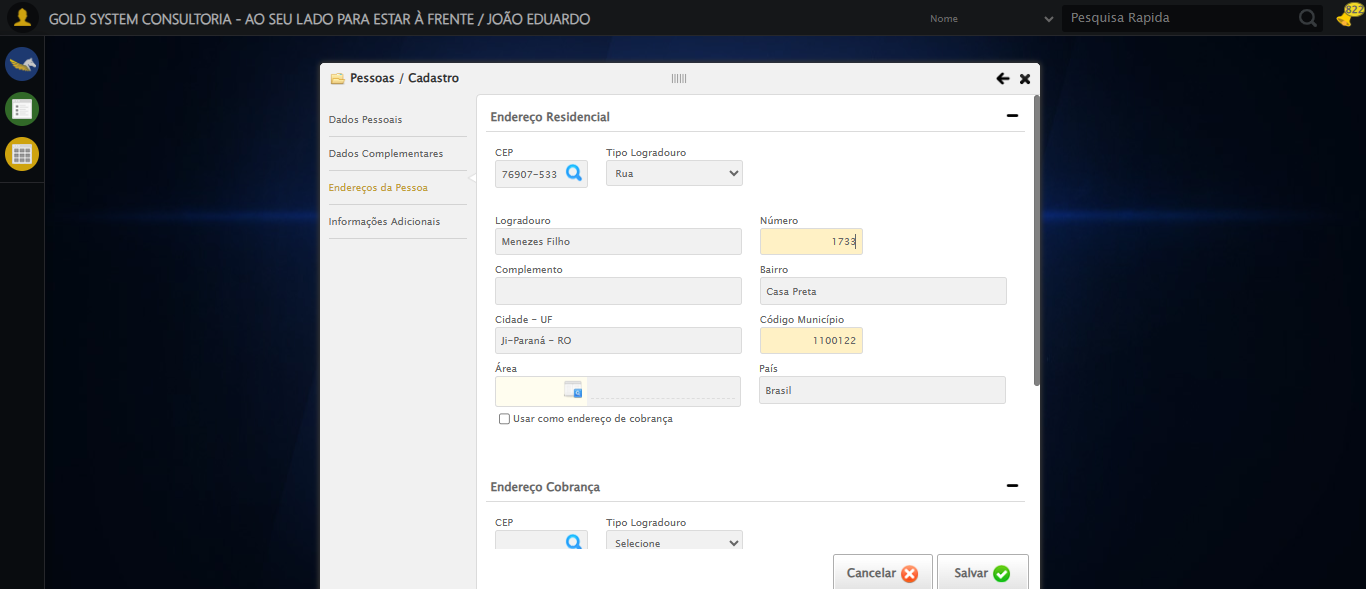 GOLD SYSTEM CONSULTORIA - AO SEU LADO PARA ESTAR À FRENTE / JOÃO EDUARDO
Nome
Pesquisa Rapida
822
Pessoas / Cadastro
Dados Pessoais
Dados Complementares
Endereços da Pessoa
Informações Adicionais
Endereço Residencial
CEP Tipo Logradouro
76907-533 Rua
Logradouro Número
Menezes Filho 1733
Complemento Bairro
Casa Preta
Cidade - UF Código Município
Ji-Paraná - RO 1100122
Área País
Brasil
Usar como endereço de cobrança
Endereço Cobrança
CEP Tipo Logradouro
Selecione
Cancelar Salvar